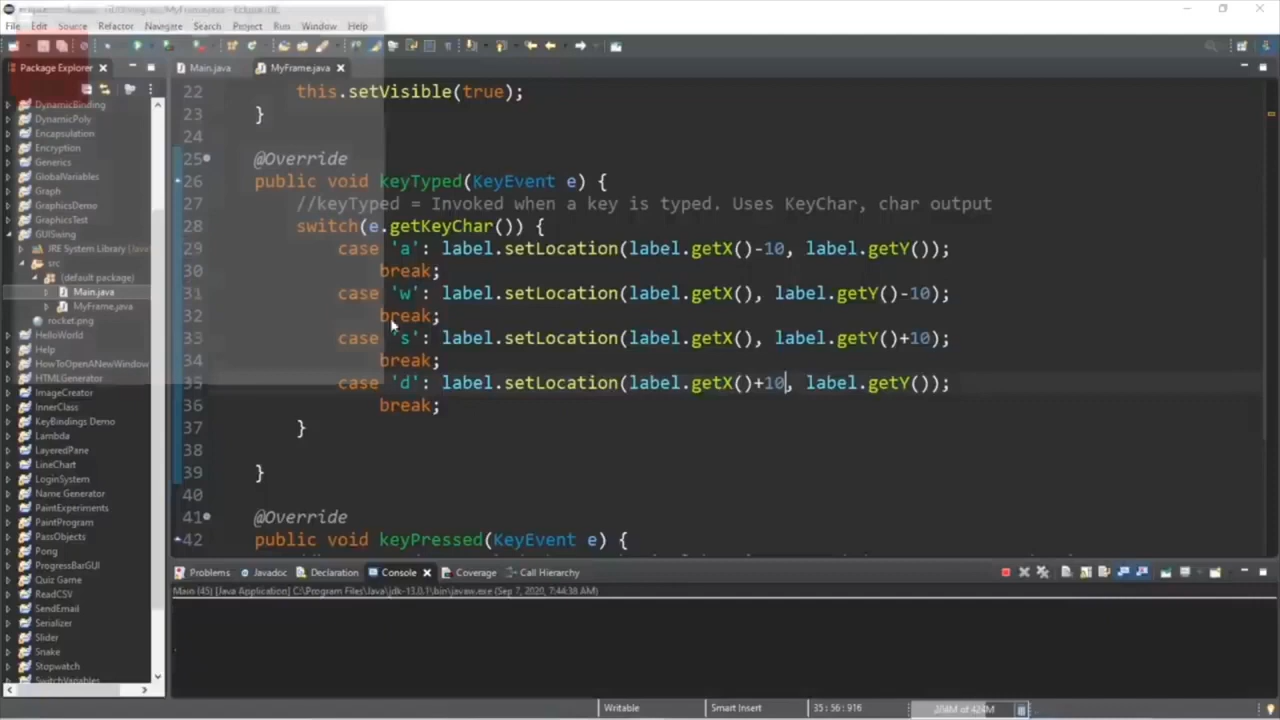 File Edit Source Refactor Navigate Search Project Run Window Help
Package Explorer
Main.java
MyFrame.java
DynamicBinding
DynamicPoly
Encapsulation
Encryption
Generics
GlobalVariables
Graph
GraphicsDemo
GraphicsTest
GUISwing
JRE System Library [Java
src
(default package)
Main.java
MyFrame.java
rocket.png
HelloWorld
Help
HowToOpenANewWindow
HTMLGenerator
ImageCreator
InnerClass
KeyBindings Demo
Lambda
LayeredPane
LineChart
LoginSystem
Name Generator
PaintExperiments
PaintProgram
PassObjects
Pong
ProgressBarGUI
Quiz Game
ReadCSV
SendEmail
Serializer
Slider
Snake
Stopwatch
SwitchVariables
22 this.setVisible(true);
23 }
24
25 @Override
26 public void keyTyped(KeyEvent e) {
27 //keyTyped = Invoked when a key is typed. Uses KeyChar, char output
28 switch(e.getKeyChar()) {
29 case 'a': label.setLocation(label.getX()-10, label.getY());
30 break;
31 case 'w': label.setLocation(label.getX(), label.getY()-10);
32 break;
33 case 's': label.setLocation(label.getX(), label.getY()+10);
34 break;
35 case 'd': label.setLocation(label.getX()+10, label.getY());
36 break;
37 }
38
39 }
40
41 @Override
42 public void keyPressed(KeyEvent e) {
Problems Javadoc Declaration Console Coverage Call Hierarchy
Main (45) [Java Application] C:\Program Files\Java\jdk-13.0.1\bin\javaw.exe (Sep 7, 2020, 7:44:38 AM)
Writable Smart Insert 35 : 56 : 916 204M of 424M